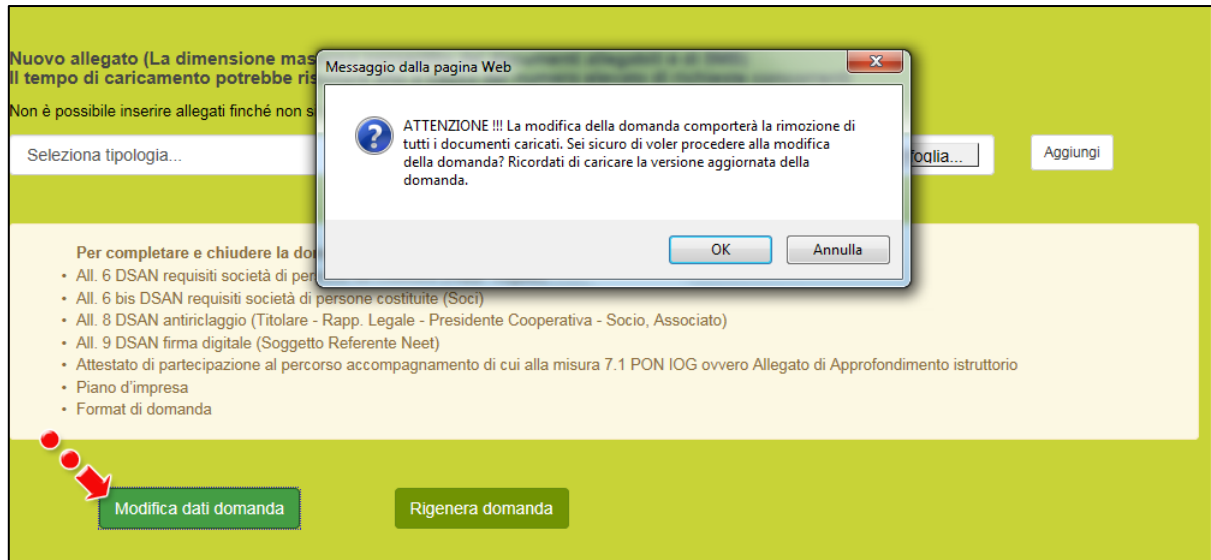 Nuovo allegato (La dimensione mas
Il tempo di caricamento potrebbe ris
Non è possibile inserire allegati finché non s
Messaggio dalla pagina Web
ATTENZIONE !!! La modifica della domanda comporterà la rimozione di
tutti i documenti caricati. Sei sicuro di voler procedere alla modifica
della domanda? Ricordati di caricare la versione aggiornata della
domanda.
OK Annulla
Seleziona tipologia... foglia... Aggiungi
Per completare e chiudere la do
• All. 6 DSAN requisiti società di per
• All. 6 bis DSAN requisiti società di persone costituite (Soci)
• All. 8 DSAN antiriclaggio (Titolare - Rapp. Legale - Presidente Cooperativa - Socio, Associato)
• All. 9 DSAN firma digitale (Soggetto Referente Neet)
• Attestato di partecipazione al percorso accompagnamento di cui alla misura 7.1 PON IOG ovvero Allegato di Approfondimento istruttorio
• Piano d'impresa
• Format di domanda
Modifica dati domanda Rigenera domanda